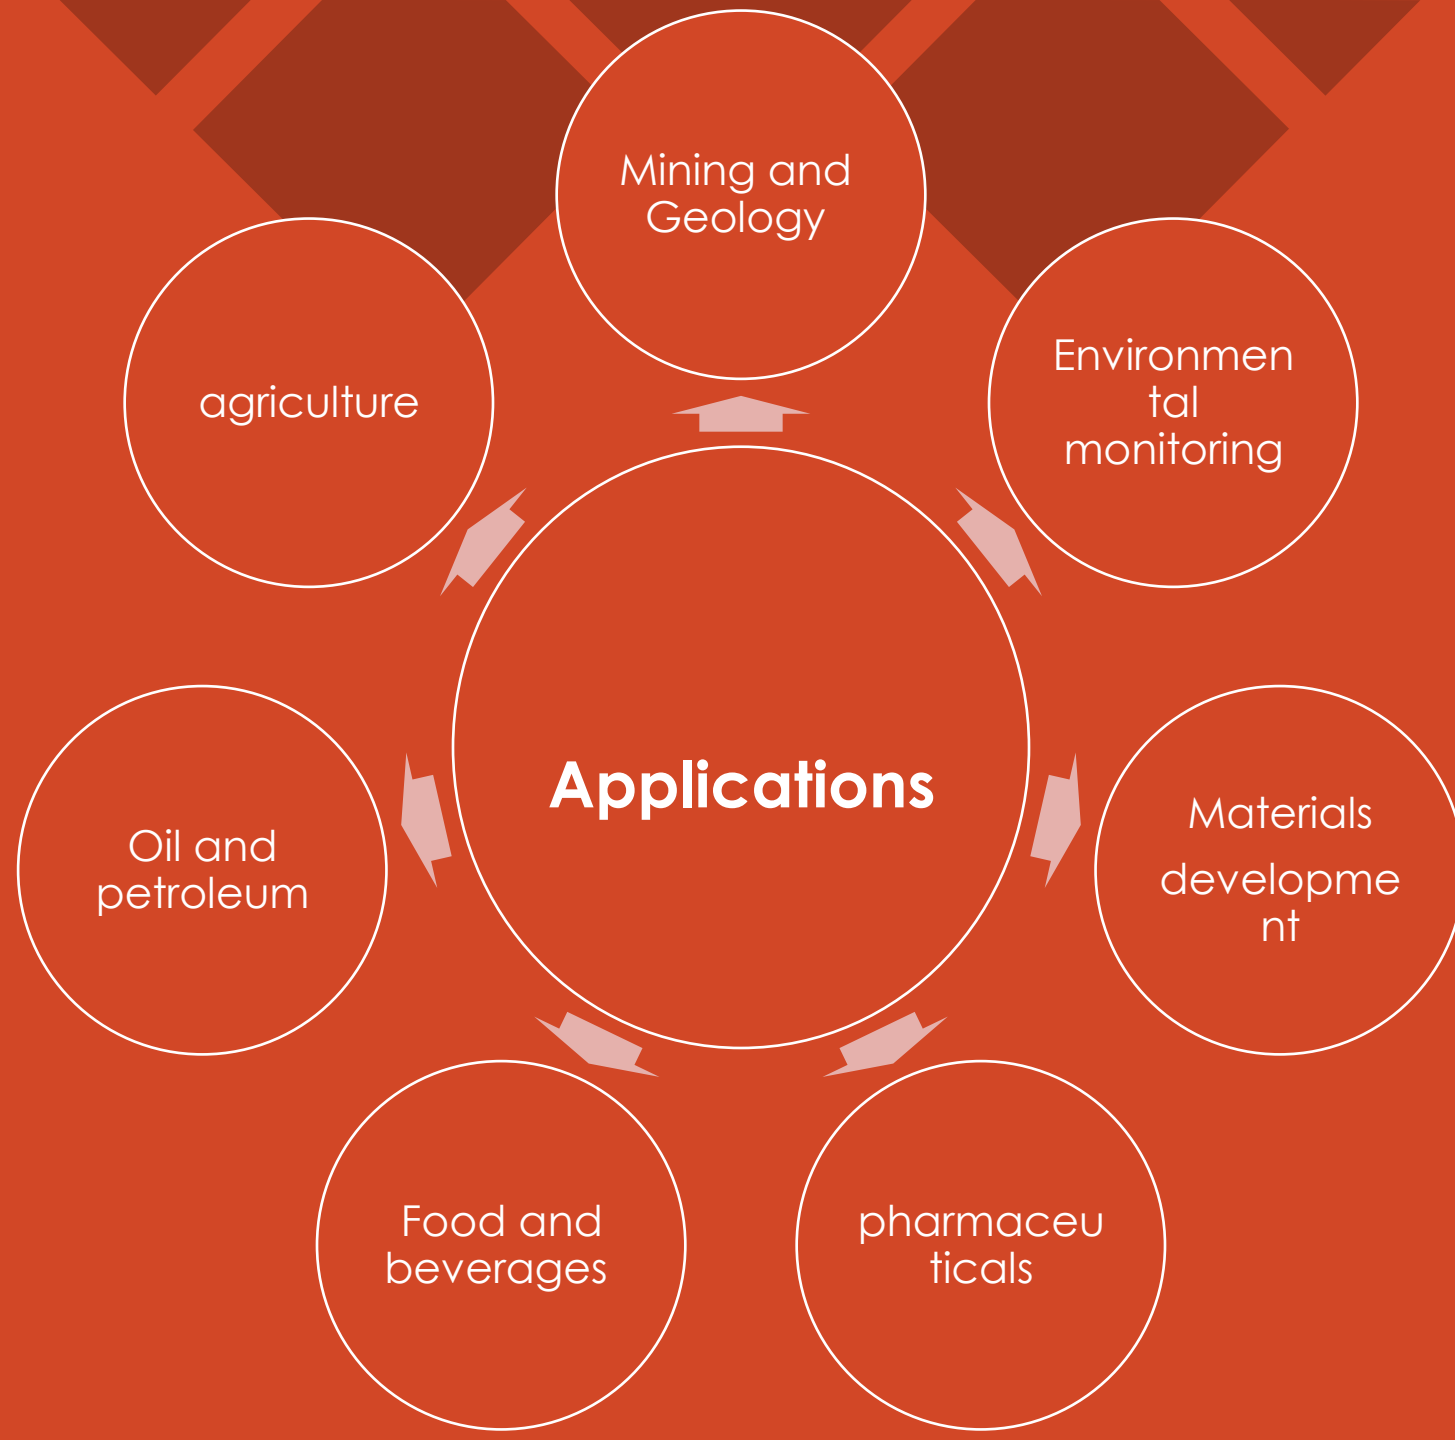 Mining and
Geology
Environmen
tal
monitoring
Materials
developme
nt
pharmaceu
ticals
Food and
beverages
Oil and
petroleum
agriculture
Applications